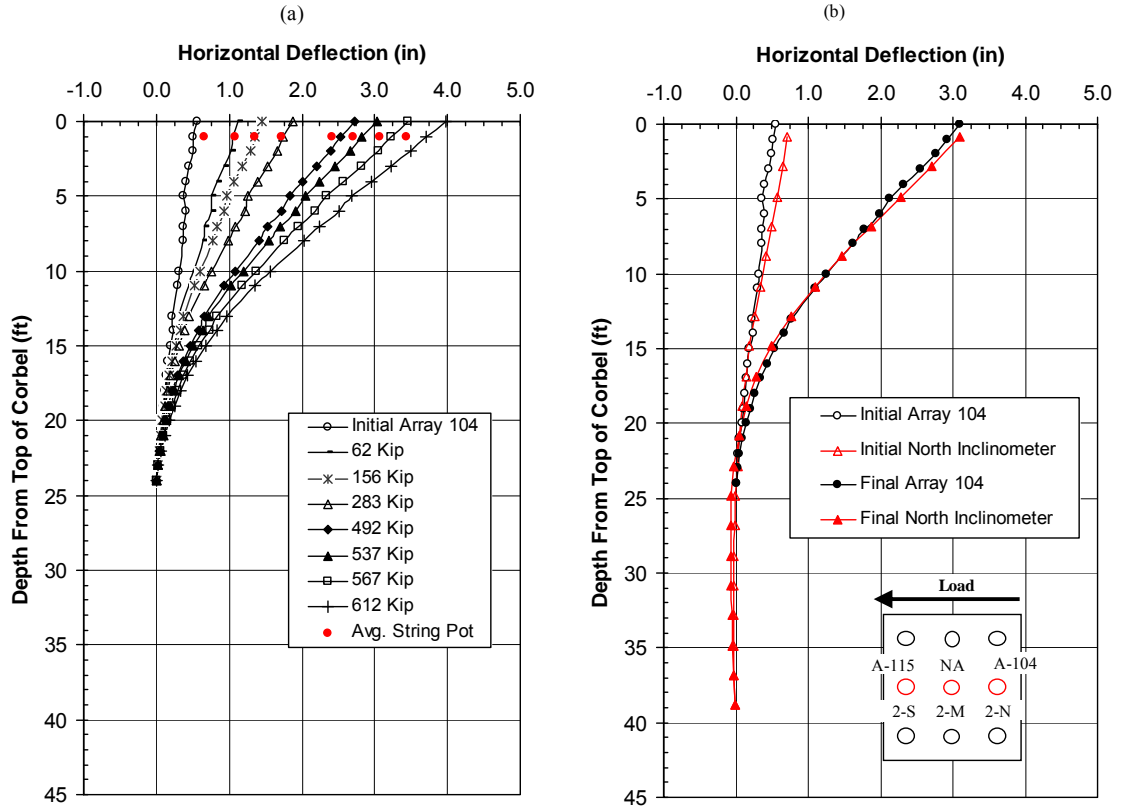 (a)
Horizontal Deflection (in)
-1.0 0.0 1.0 2.0 3.0 4.0 5.0
0
5
10
15
20
25
30
35
40
45
Depth From Top of Corbel (ft)
Initial Array 104
62 Kip
156 Kip
283 Kip
492 Kip
537 Kip
567 Kip
612 Kip
Avg. String Pot
(b)
Horizontal Deflection (in)
-1.0 0.0 1.0 2.0 3.0 4.0 5.0
0
5
10
15
20
25
30
35
40
45
Depth From Top of Corbel (ft)
Initial Array 104
Initial North Inclinometer
Final Array 104
Final North Inclinometer
Load
A-115 NA A-104
2-S 2-M 2-N